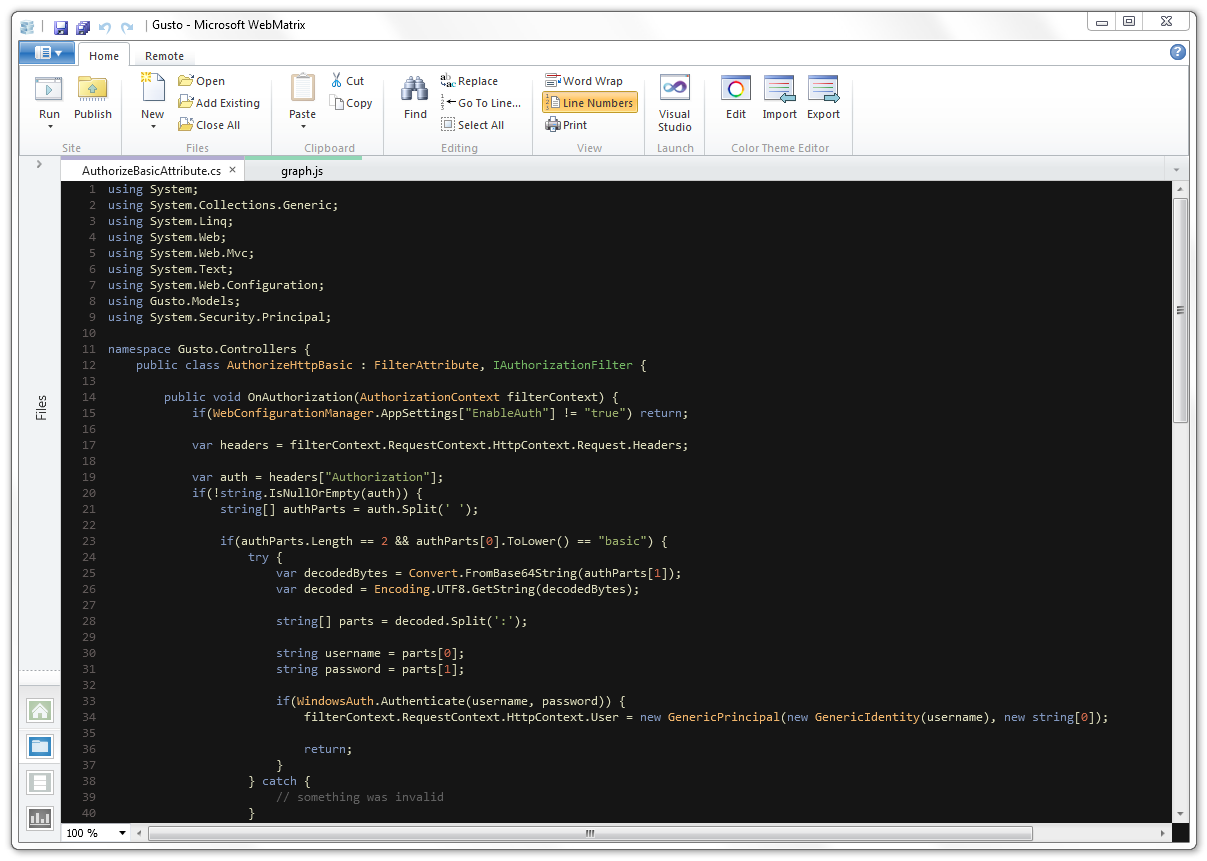 Gusto - Microsoft WebMatrix
Home Remote
Run Publish New Open Add Existing Close All Paste Cut Copy Find Replace Go To Line... Select All Word Wrap Line Numbers Print Visual Studio Edit Import Export
Site Files Clipboard Editing View Launch Color Theme Editor
AuthorizeBasicAttribute.cs graph.js
Files
1 using System;
2 using System.Collections.Generic;
3 using System.Linq;
4 using System.Web;
5 using System.Web.Mvc;
6 using System.Text;
7 using System.Web.Configuration;
8 using Gusto.Models;
9 using System.Security.Principal;
10
11 namespace Gusto.Controllers {
12 public class AuthorizeHttpBasic : FilterAttribute, IAuthorizationFilter {
13
14 public void OnAuthorization(AuthorizationContext filterContext) {
15 if(WebConfigurationManager.AppSettings["EnableAuth"] != "true") return;
16
17 var headers = filterContext.RequestContext.HttpContext.Request.Headers;
18
19 var auth = headers["Authorization"];
20 if(!string.IsNullOrEmpty(auth)) {
21 string[] authParts = auth.Split(' ');
22
23 if(authParts.Length == 2 && authParts[0].ToLower() == "basic") {
24 try {
25 var decodedBytes = Convert.FromBase64String(authParts[1]);
26 var decoded = Encoding.UTF8.GetString(decodedBytes);
27
28 string[] parts = decoded.Split(':');
29
30 string username = parts[0];
31 string password = parts[1];
32
33 if(WindowsAuth.Authenticate(username, password)) {
34 filterContext.RequestContext.HttpContext.User = new GenericPrincipal(new GenericIdentity(username), new string[0]);
35
36 return;
37 }
38 } catch {
39 // something was invalid
40 }
100 %